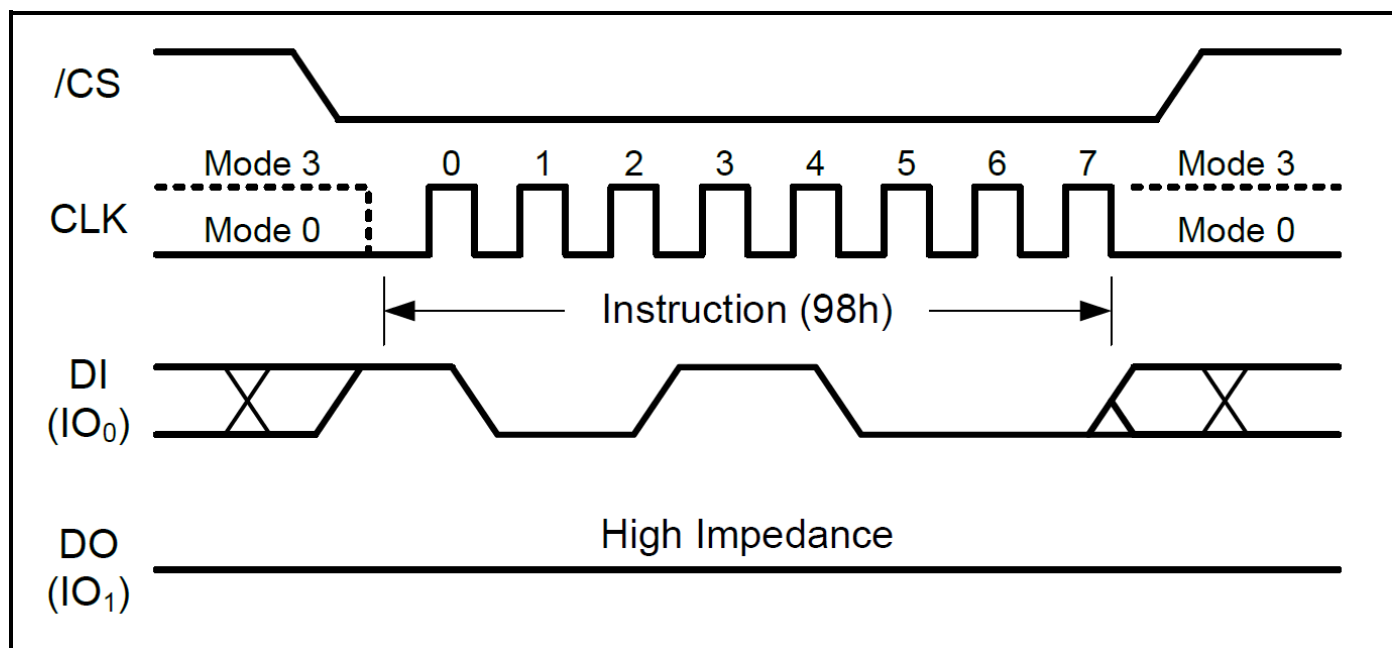 /CS
Mode 3 0 1 2 3 4 5 6 7 Mode 3
CLK
Mode 0 Mode 0
Instruction (98h)
DI
(IO₀)
High Impedance
DO
(IO₁)